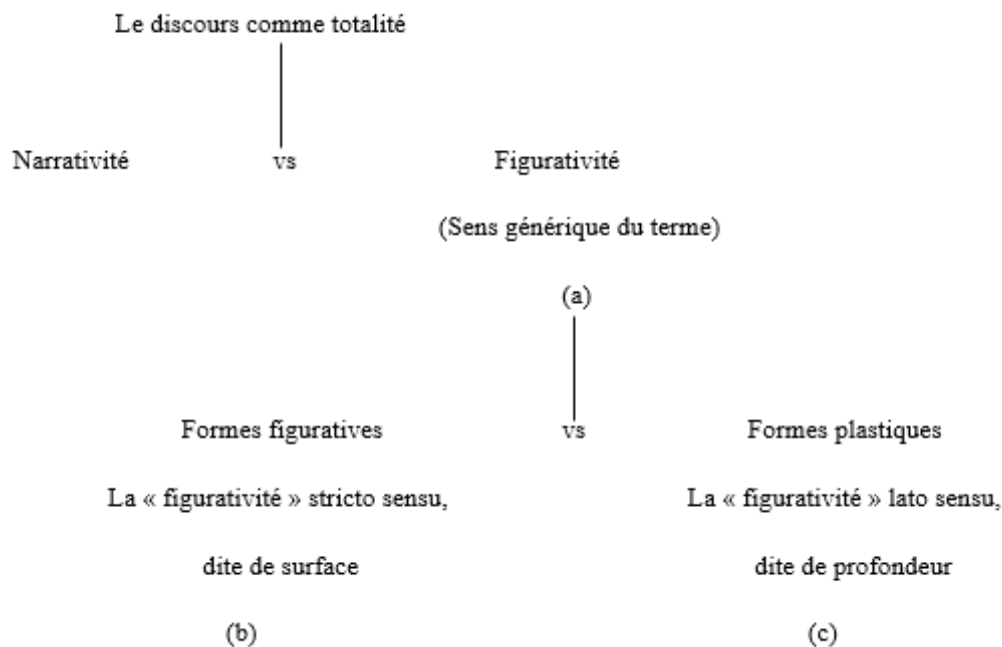 Le discours comme totalité
Narrativité vs Figurativité
(Sens générique du terme)
(a)
Formes figuratives vs Formes plastiques
La « figurativité » stricto sensu, La « figurativité » lato sensu,
dite de surface dite de profondeur
(b) (c)